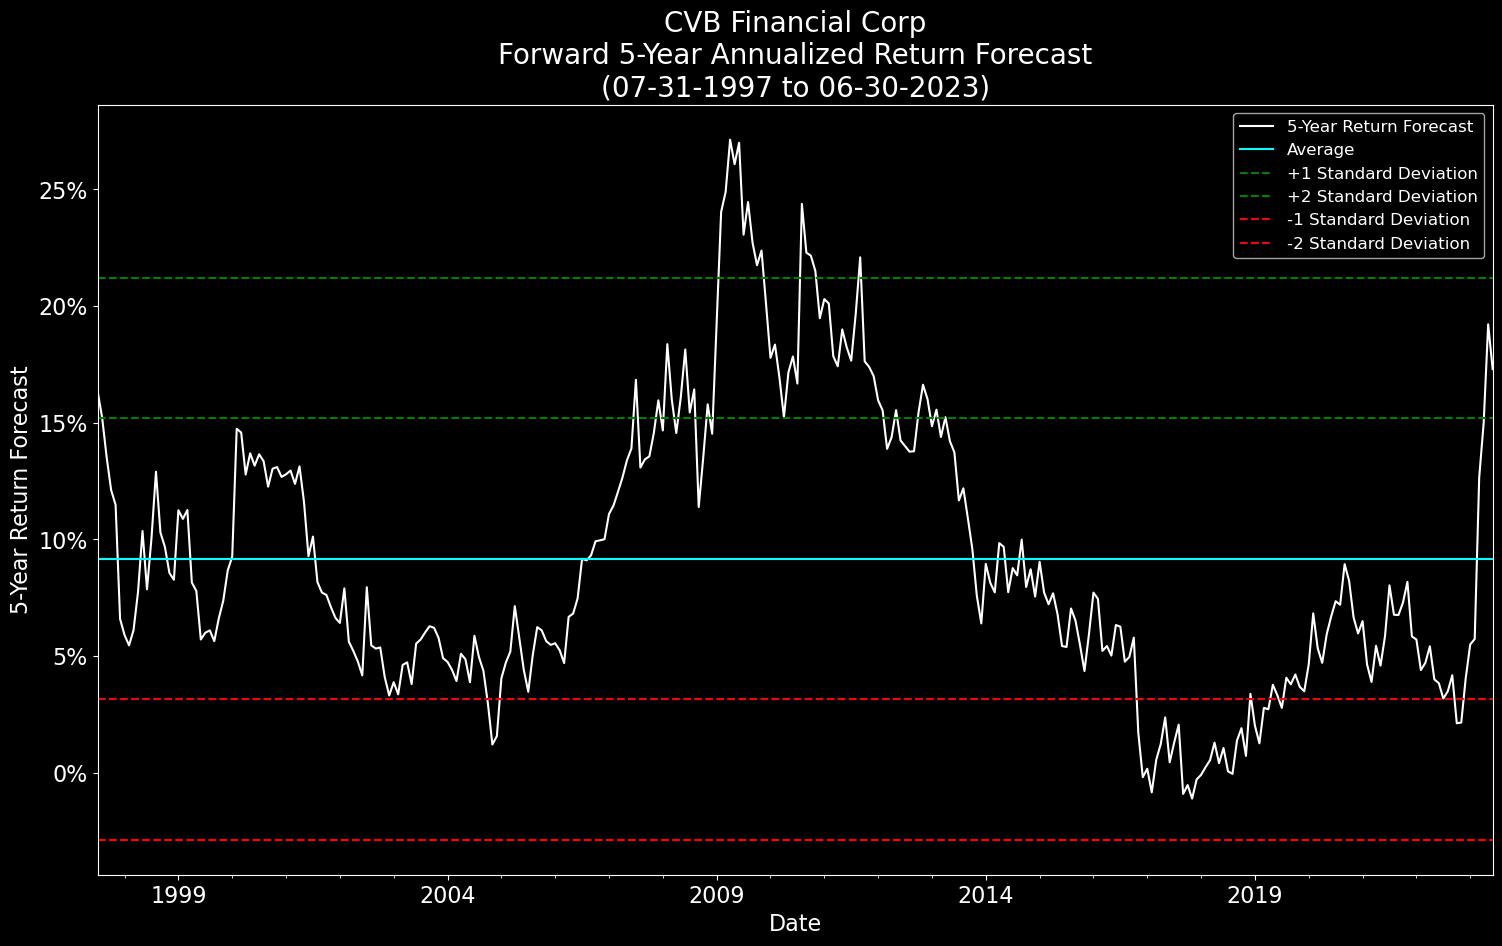 CVB Financial Corp
Forward 5-Year Annualized Return Forecast
(07-31-1997 to 06-30-2023)
5-Year Return Forecast
Average
+1 Standard Deviation
+2 Standard Deviation
-1 Standard Deviation
-2 Standard Deviation
5-Year Return Forecast
25%
20%
15%
10%
5%
0%
1999
2004
2009
2014
2019
Date